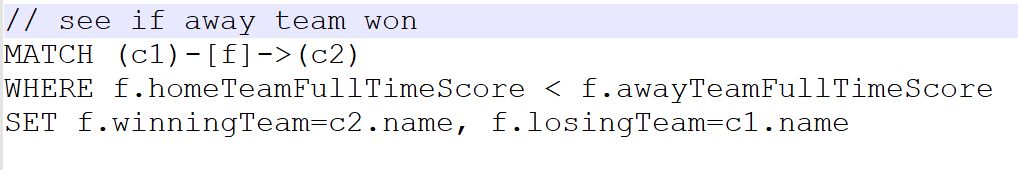 // see if away team won
MATCH (c1)-[f]->(c2)
WHERE f.homeTeamFullTimeScore < f.awayTeamFullTimeScore
SET f.winningTeam=c2.name, f.losingTeam=c1.name